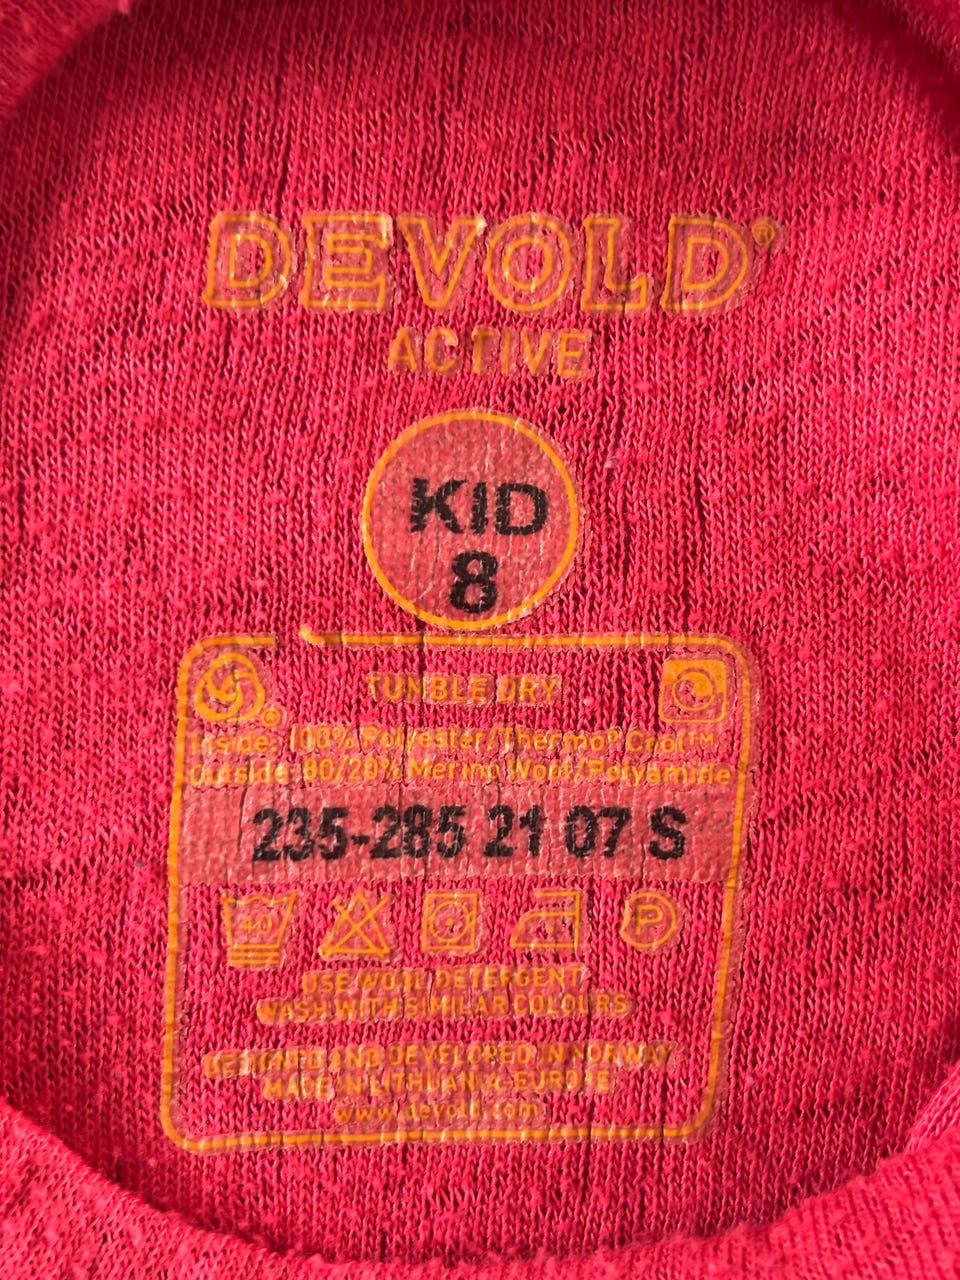 DEVOLD®
ACTIVE
KID
8
TUMBLE DRY
®
Inside: 100% Polyester/Thermo° Cool™
Outside: 80/20% Merino Wool/Polyamide
235-285 21 07 S
40
P
USE WOOL DETERGENT
WASH WITH SIMILAR COLOURS
DESIGNED AND DEVELOPED IN NORWAY
MADE IN LITHUANIA-EUROPE
www.devold.com